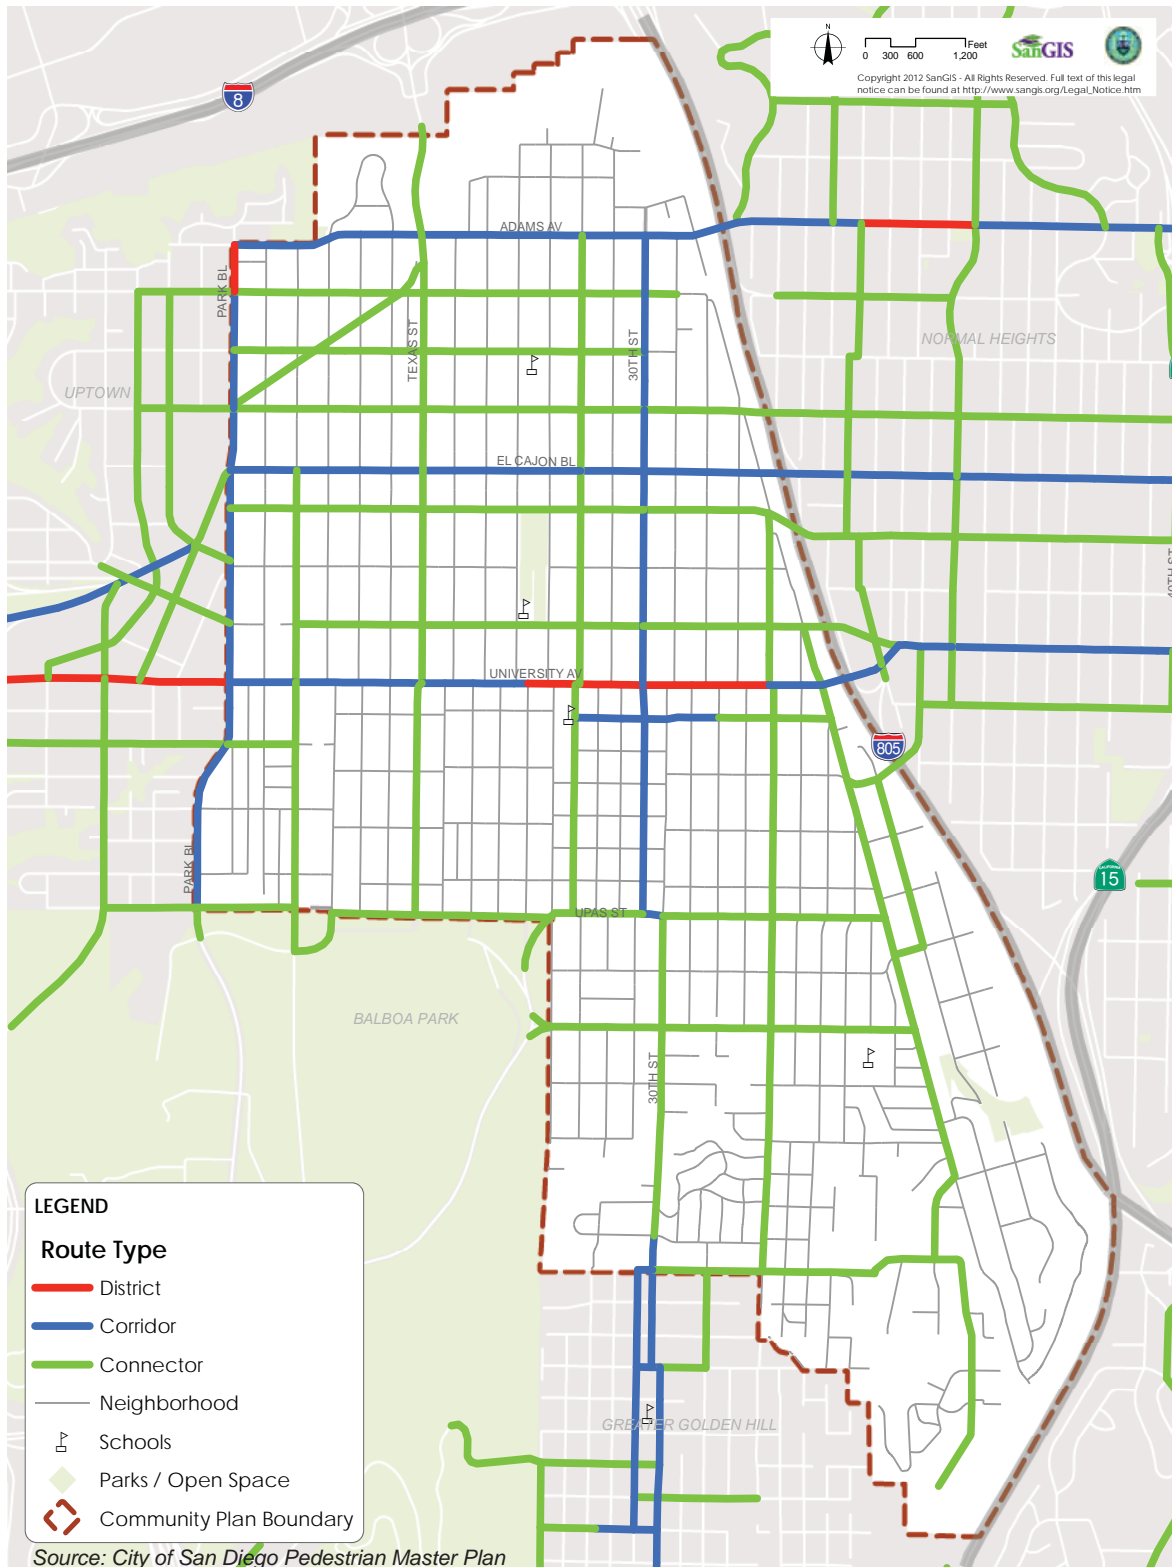 N
0 300 600 1,200
Feet
SanGIS
Copyright 2012 SanGIS - All Rights Reserved. Full text of this legal
notice can be found at http://www.sangis.org/Legal_Notice.htm
8
ADAMS AV
PARK BL
TEXAS ST
30TH ST
NORMAL HEIGHTS
UPTOWN
EL CAJON BL
40TH ST
UNIVERSITY AV
805
PARK BL
CALIFORNIA
15
UPAS ST
BALBOA PARK
30TH ST
GREATER GOLDEN HILL
LEGEND
Route Type
District
Corridor
Connector
Neighborhood
Schools
Parks / Open Space
Community Plan Boundary
Source: City of San Diego Pedestrian Master Plan